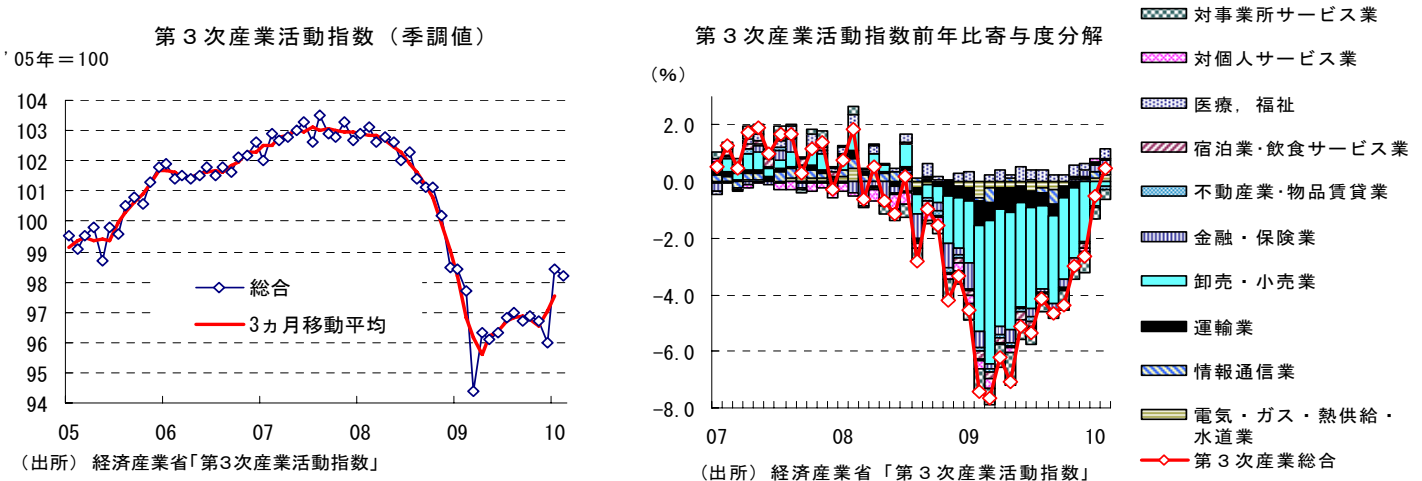 第３次産業活動指数（季調値）
'05年＝100
104
103
102
101
100
99
98
97
96
95
94
総合
3ヵ月移動平均
05
06
07
08
09
10
（出所） 経済産業省「第3次産業活動指数」
第３次産業活動指数前年比寄与度分解
（%）
2.0
0.0
-2.0
-4.0
-6.0
-8.0
07
08
09
10
（出所） 経済産業省「第３次産業活動指数」
対事業所サービス業
対個人サービス業
医療，福祉
宿泊業･飲食サービス業
不動産業･物品賃貸業
金融・保険業
卸売・小売業
運輸業
情報通信業
電気・ガス・熱供給・
水道業
第３次産業総合